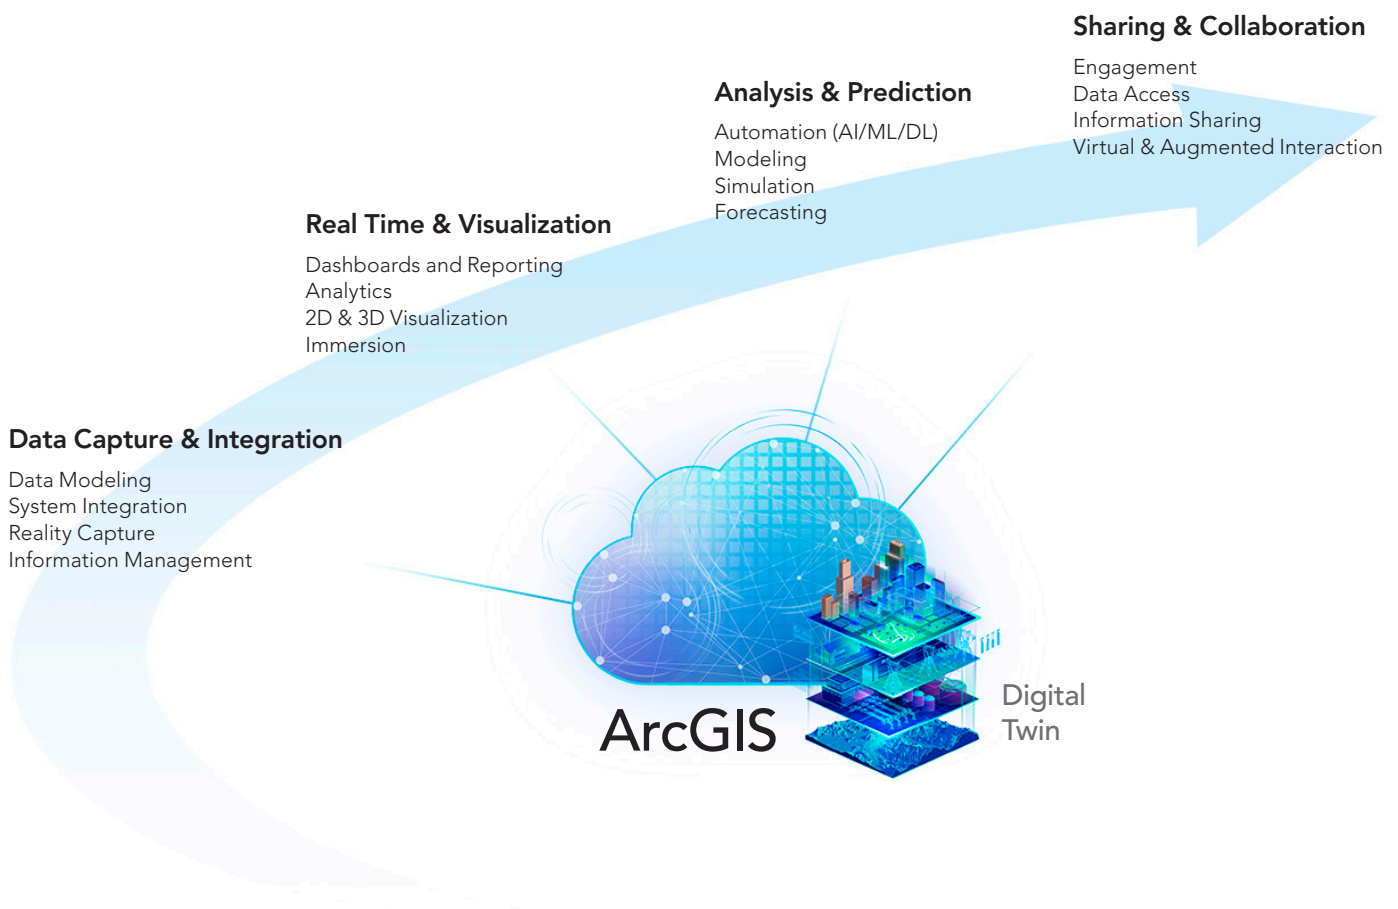 Sharing & Collaboration
Engagement
Data Access
Information Sharing
Virtual & Augmented Interaction
Analysis & Prediction
Automation (AI/ML/DL)
Modeling
Simulation
Forecasting
Real Time & Visualization
Dashboards and Reporting
Analytics
2D & 3D Visualization
Immersion
Data Capture & Integration
Data Modeling
System Integration
Reality Capture
Information Management
ArcGIS
Digital
Twin